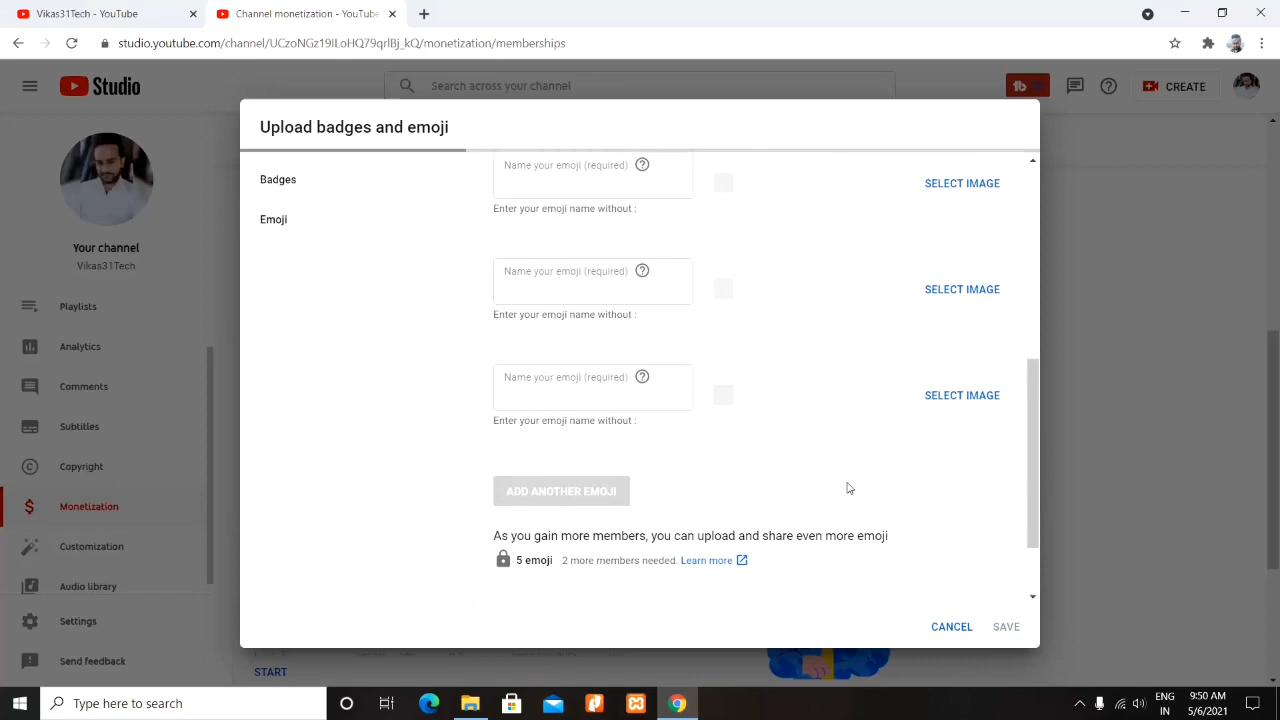 Vikas31Tech - YouTube
Channel monetization - YouTube
studio.youtube.com/channel/UCzoNGz19ILoHQ79qrlBj_kQ/monetization/memberships
Studio
Search across your channel
CREATE
Upload badges and emoji
Badges
Emoji
Name your emoji (required)
SELECT IMAGE
Enter your emoji name without :
Name your emoji (required)
SELECT IMAGE
Enter your emoji name without :
Name your emoji (required)
SELECT IMAGE
Enter your emoji name without :
ADD ANOTHER EMOJI
As you gain more members, you can upload and share even more emoji
5 emoji 2 more members needed. Learn more
CANCEL SAVE
Your channel
Vikas31Tech
Playlists
Analytics
Comments
Subtitles
Copyright
Monetization
Customization
Audio library
Settings
Send feedback
START
Type here to search
ENG
IN
9:50 AM
5/6/2021